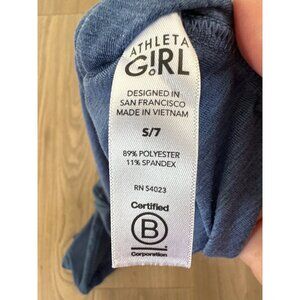 ATHLETA
GIRL
DESIGNED IN
SAN FRANCISCO
MADE IN VIETNAM
S/7
89% POLYESTER
11% SPANDEX
RN 54023
Certified
B
Corporation